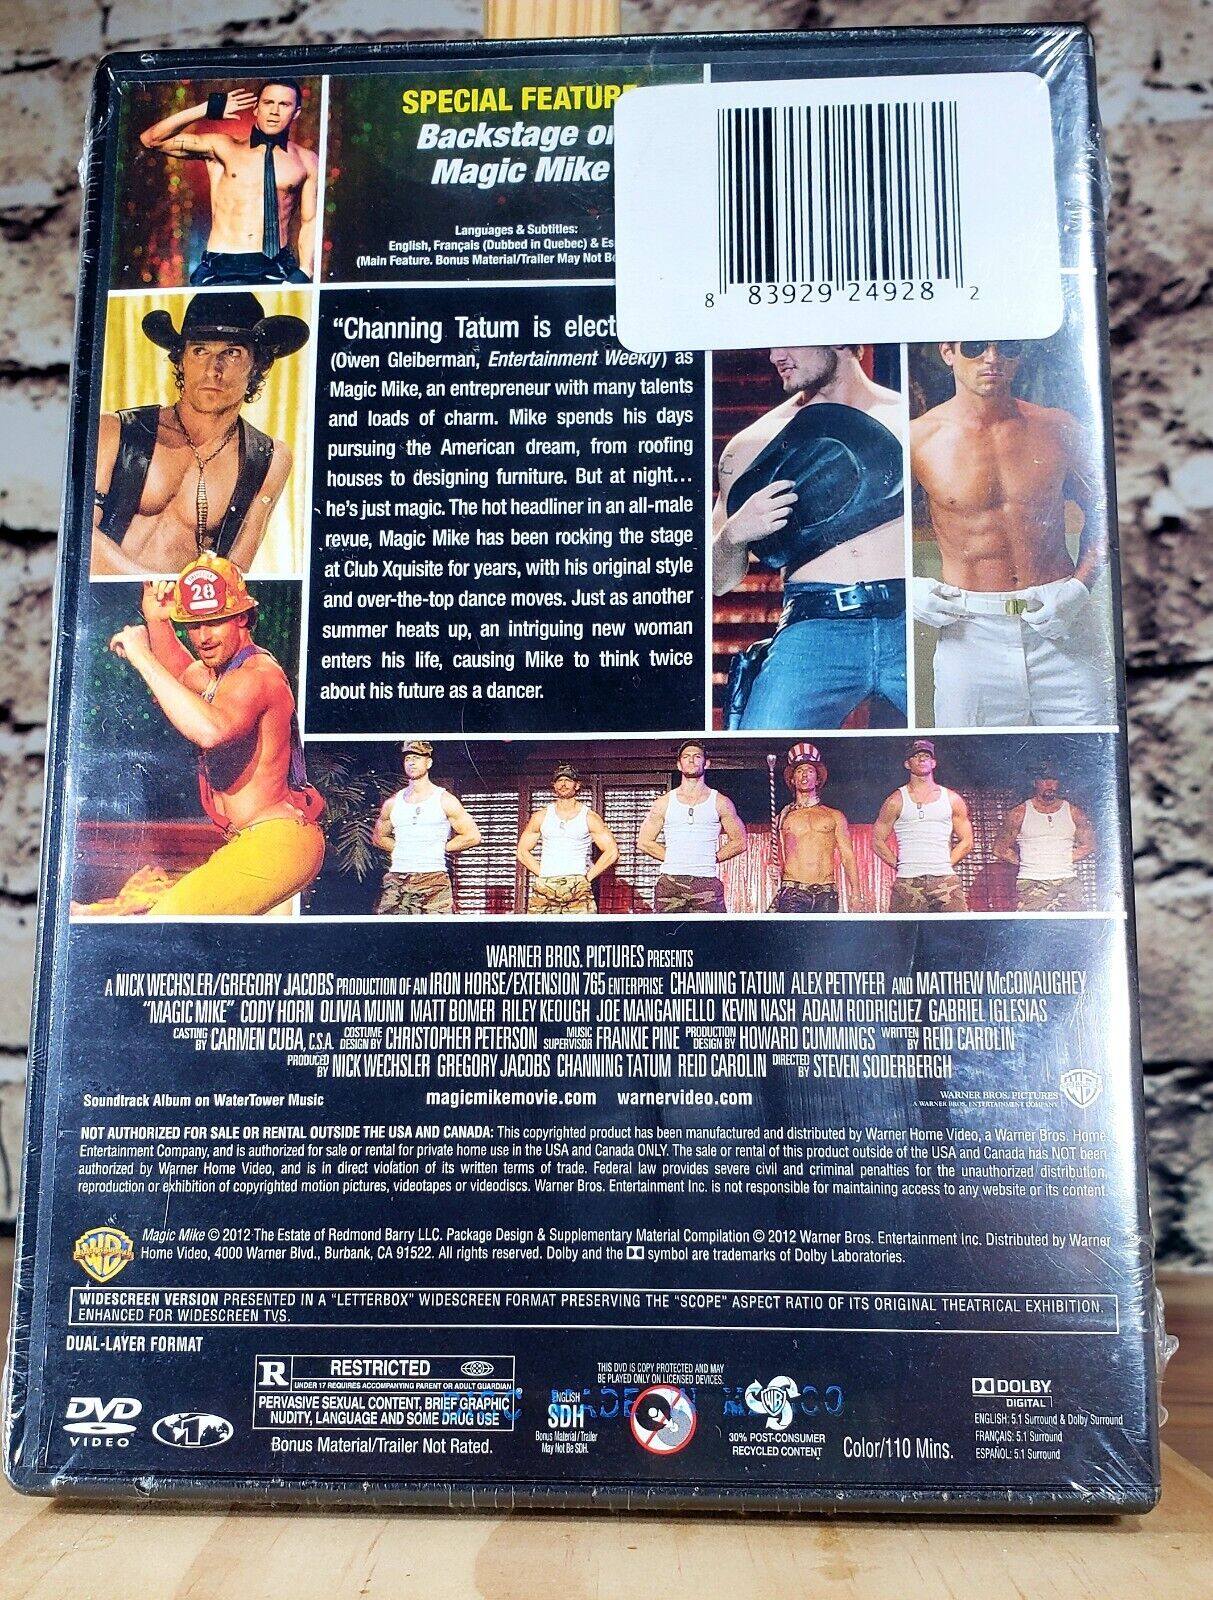 SPECIAL FEATURE
Backstage on
Magic Mike
Languages & Subtitles:
English, Français (Dubbed in Quebec) & Es
(Main Feature. Bonus Material/Trailer May Not Be
8 83929 24928 2
"Channing Tatum is elect
(Owen Gleiberman, Entertainment Weekly) as
Magic Mike, an entrepreneur with many talents
and loads of charm. Mike spends his days
pursuing the American dream, from roofing
houses to designing furniture. But at night...
he's just magic. The hot headliner in an all-male
revue, Magic Mike has been rocking the stage
at Club Xquisite for years, with his original style
and over-the-top dance moves. Just as another
summer heats up, an intriguing new woman
enters his life, causing Mike to think twice
about his future as a dancer.
28
WARNER BROS. PICTURES PRESENTS
A NICK WECHSLER/GREGORY JACOBS PRODUCTION OF AN IRON HORSE/EXTENSION 765 ENTERPRISE CHANNING TATUM ALEX PETTYFER AND MATTHEW McCONAUGHEY
"MAGIC MIKE" CODY HORN OLIVIA MUNN MATT BOMER RILEY KEOUGH JOE MANGANIELLO KEVIN NASH ADAM RODRIGUEZ GABRIEL IGLESIAS
CASTING BY CARMEN CUBA, C.S.A. COSTUME DESIGN BY CHRISTOPHER PETERSON MUSIC SUPERVISOR FRANKIE PINE PRODUCTION DESIGN BY HOWARD CUMMINGS WRITTEN BY REID CAROLIN
PRODUCED BY NICK WECHSLER GREGORY JACOBS CHANNING TATUM REID CAROLIN DIRECTED BY STEVEN SODERBERGH
Soundtrack Album on WaterTower Music magicmikemovie.com warnervideo.com WARNER BROS. PICTURES
A WARNER BROS. ENTERTAINMENT COMPANY
NOT AUTHORIZED FOR SALE OR RENTAL OUTSIDE THE USA AND CANADA: This copyrighted product has been manufactured and distributed by Warner Home Video, a Warner Bros. Home
Entertainment Company, and is authorized for sale or rental for private home use in the USA and Canada ONLY. The sale or rental of this product outside of the USA and Canada has NOT been
authorized by Warner Home Video, and is in direct violation of its written terms of trade. Federal law provides severe civil and criminal penalties for the unauthorized distribution,
reproduction or exhibition of copyrighted motion pictures, videotapes or videodiscs. Warner Bros. Entertainment Inc. is not responsible for maintaining access to any website or its content.
WB
Magic Mike © 2012 The Estate of Redmond Barry LLC. Package Design & Supplementary Material Compilation © 2012 Warner Bros. Entertainment Inc. Distributed by Warner
Home Video, 4000 Warner Blvd., Burbank, CA 91522. All rights reserved. Dolby and the DD symbol are trademarks of Dolby Laboratories.
WIDESCREEN VERSION PRESENTED IN A "LETTERBOX" WIDESCREEN FORMAT PRESERVING THE "SCOPE" ASPECT RATIO OF ITS ORIGINAL THEATRICAL EXHIBITION.
ENHANCED FOR WIDESCREEN TVS.
DUAL-LAYER FORMAT
DVD
VIDEO
1
R RESTRICTED
UNDER 17 REQUIRES ACCOMPANYING PARENT OR ADULT GUARDIAN
PERVASIVE SEXUAL CONTENT, BRIEF GRAPHIC
NUDITY, LANGUAGE AND SOME DRUG USE
Bonus Material/Trailer Not Rated.
THIS DVD IS COPY PROTECTED AND MAY
BE PLAYED ONLY ON LICENSED DEVICES.
DISC MADE IN MEXICO
ENGLISH
SDH
Bonus Material/Trailer
May Not Be SDH.
30% POST-CONSUMER
RECYCLED CONTENT
Color/110 Mins.
DOLBY
DIGITAL
ENGLISH: 5.1 Surround & Dolby Surround
FRANÇAIS: 5.1 Surround
ESPAÑOL: 5.1 Surround